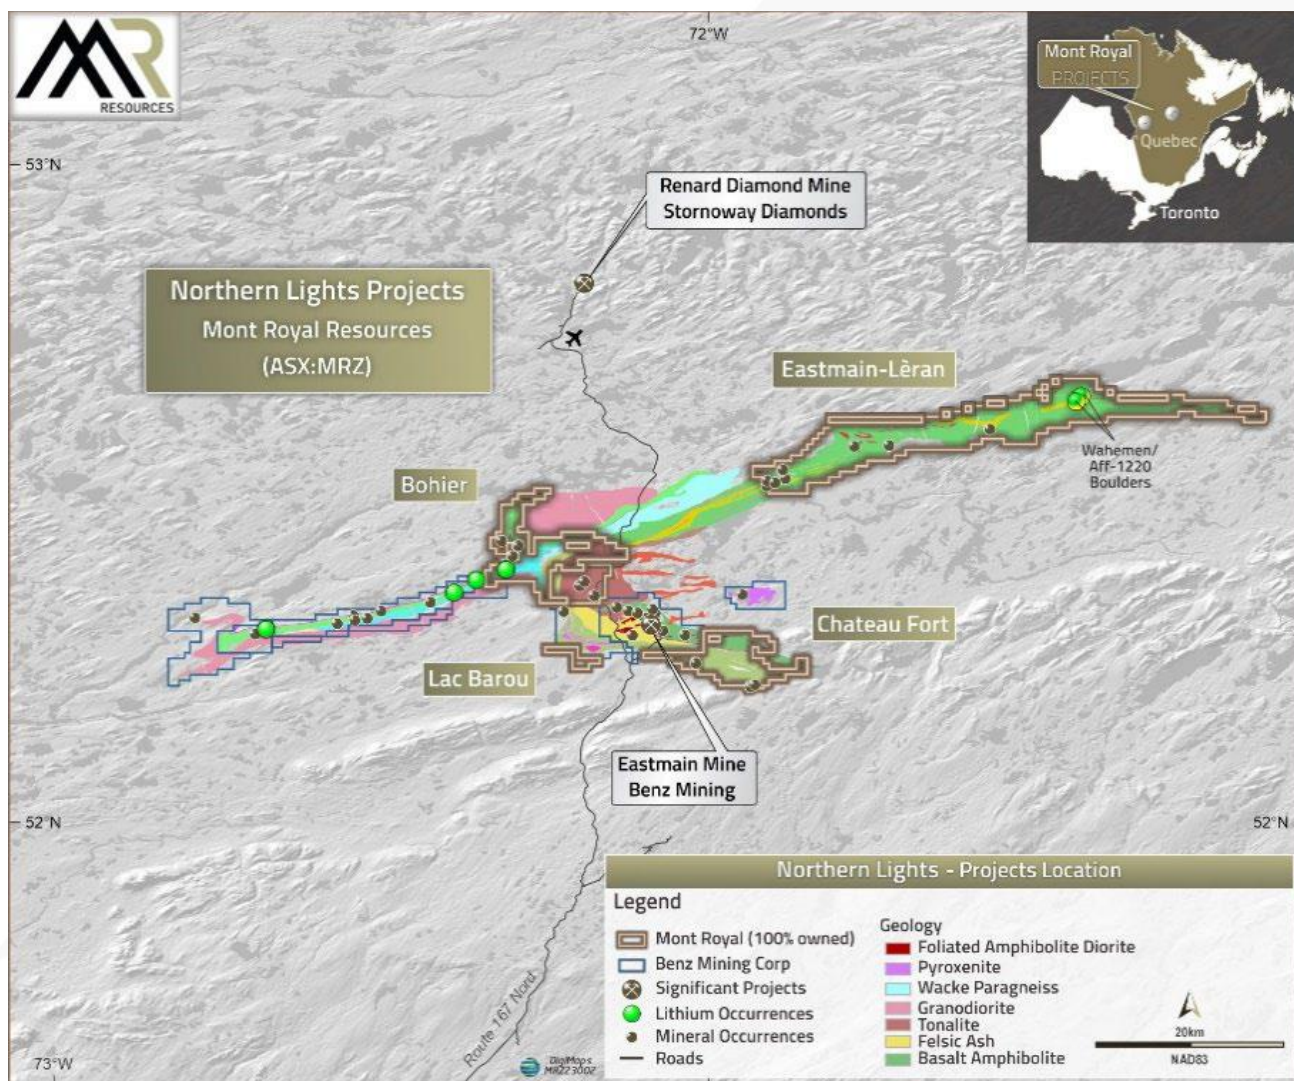 MR
RESOURCES
72°W
Mont Royal
PROJECTS
Quebec
Toronto
53°N
Renard Diamond Mine
Stornoway Diamonds
Northern Lights Projects
Mont Royal Resources
(ASX:MRZ)
Eastmain-Lèran
Wahemen/
Aff-1220
Boulders
Bohier
Chateau Fort
Lac Barou
Eastmain Mine
Benz Mining
52°N
52°N
Northern Lights - Projects Location
Legend
Mont Royal (100% owned)
Benz Mining Corp
Significant Projects
Lithium Occurrences
Mineral Occurrences
Roads
Geology
Foliated Amphibolite Diorite
Pyroxenite
Wacke Paragneiss
Granodiorite
Tonalite
Felsic Ash
Basalt Amphibolite
20km
NAD83
Route 167 Nord
DigiMaps
73°W